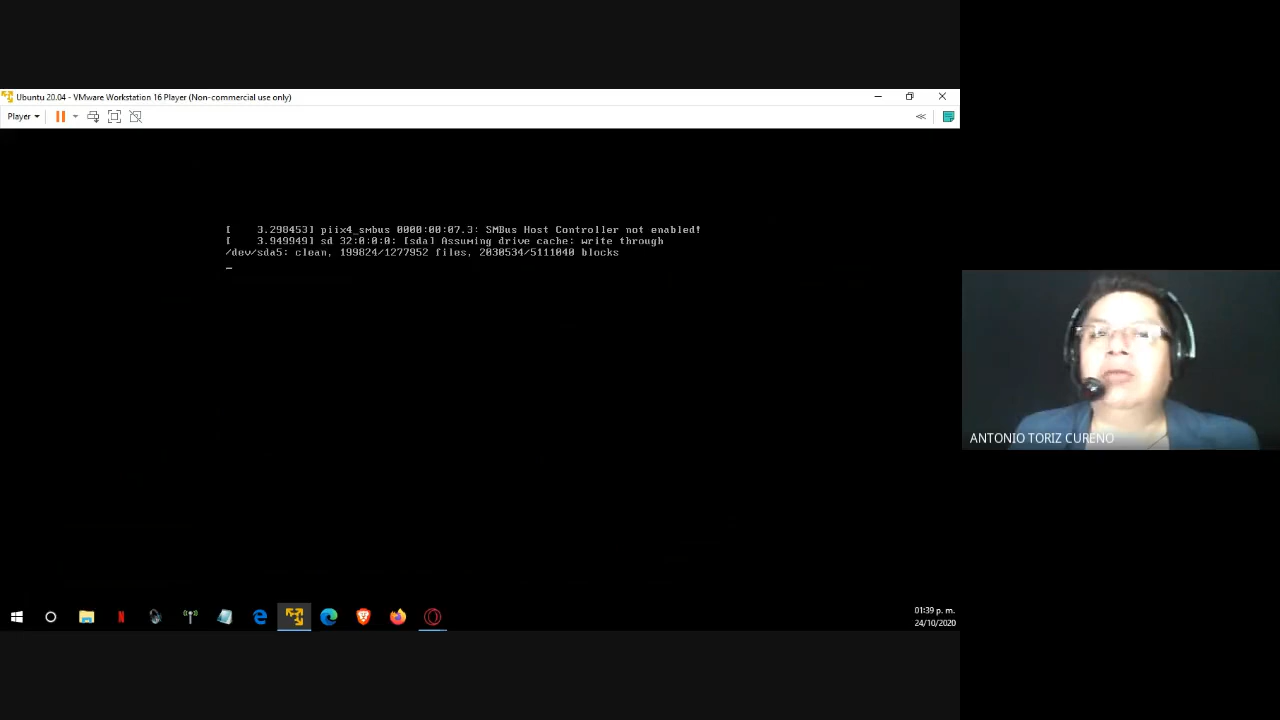 Ubuntu 20.04 - VMware Workstation 16 Player (Non-commercial use only)
Player
[    3.298453] piix4_smbus 0000:00:07.3: SMBus Host Controller not enabled!
[    3.949949] sd 32:0:0:0: [sda] Assuming drive cache: write through
/dev/sda5: clean, 199824/1277952 files, 2030534/5111040 blocks
ANTONIO TORIZ CURENO
01:39 p. m.
24/10/2020